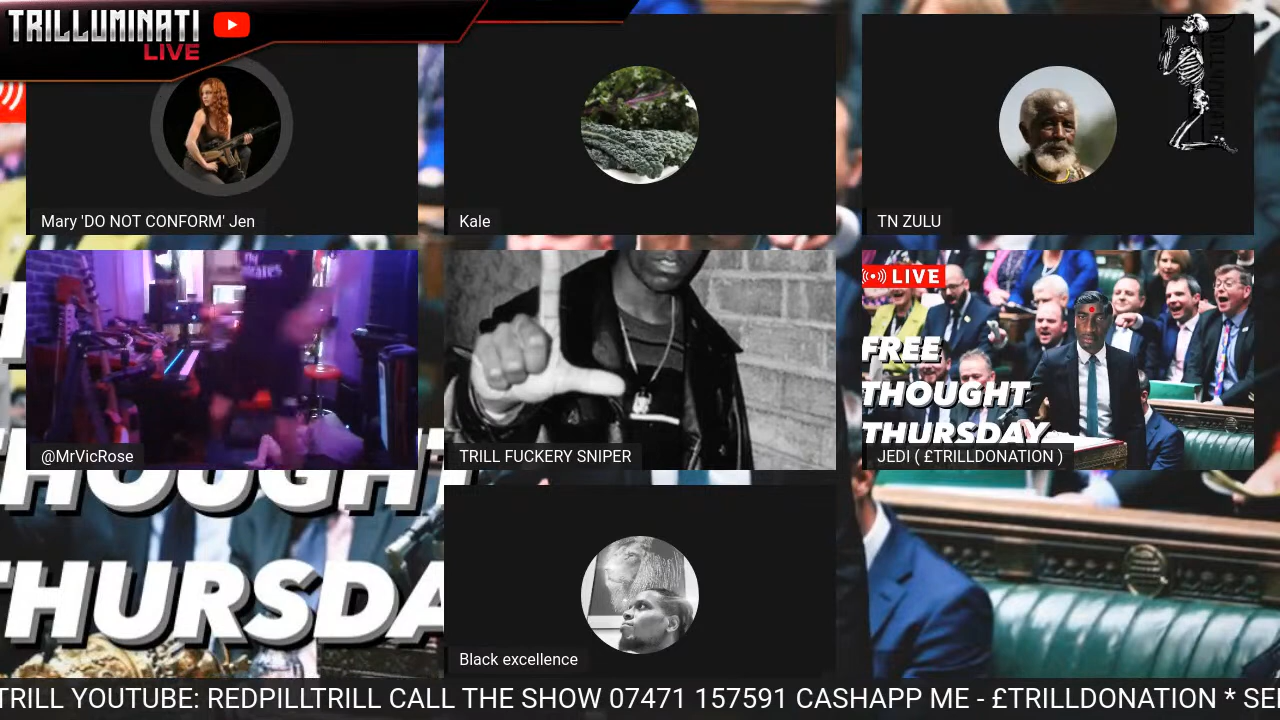 TRILLUMINATI
LIVE
Mary 'DO NOT CONFORM' Jen
Kale
TN ZULU
LIVE
FREE
THOUGHT
THURSDAY
@MrVicRose
TRILL FUCKERY SNIPER
JEDI ( £TRILLDONATION )
HOUGHT
THURSDA
Black excellence
TRILL YOUTUBE: REDPILLTRILL CALL THE SHOW 07471 157591 CASHAPP ME - £TRILLDONATION * SE